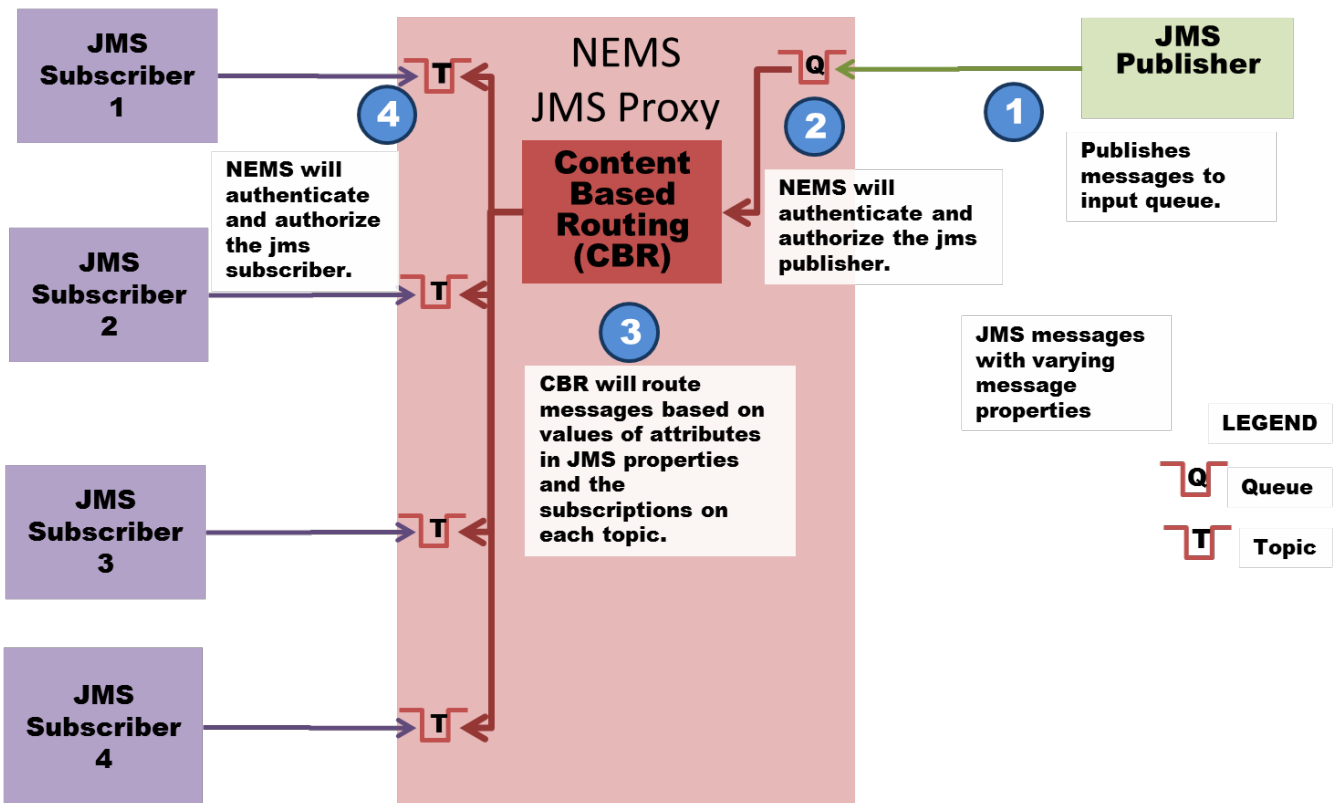 JMS
Subscriber
1
T
4
NEMS will
authenticate
and authorize
the jms
subscriber.
JMS
Subscriber
2
T
JMS
Subscriber
3
T
JMS
Subscriber
4
T
NEMS
JMS Proxy
Content
Based
Routing
(CBR)
3
CBR will route
messages based on
values of attributes
in JMS properties
and the
subscriptions on
each topic.
Q
2
NEMS will
authenticate and
authorize the jms
publisher.
1
JMS
Publisher
Publishes
messages to
input queue.
JMS messages
with varying
message
properties
LEGEND
Q
Queue
T
Topic